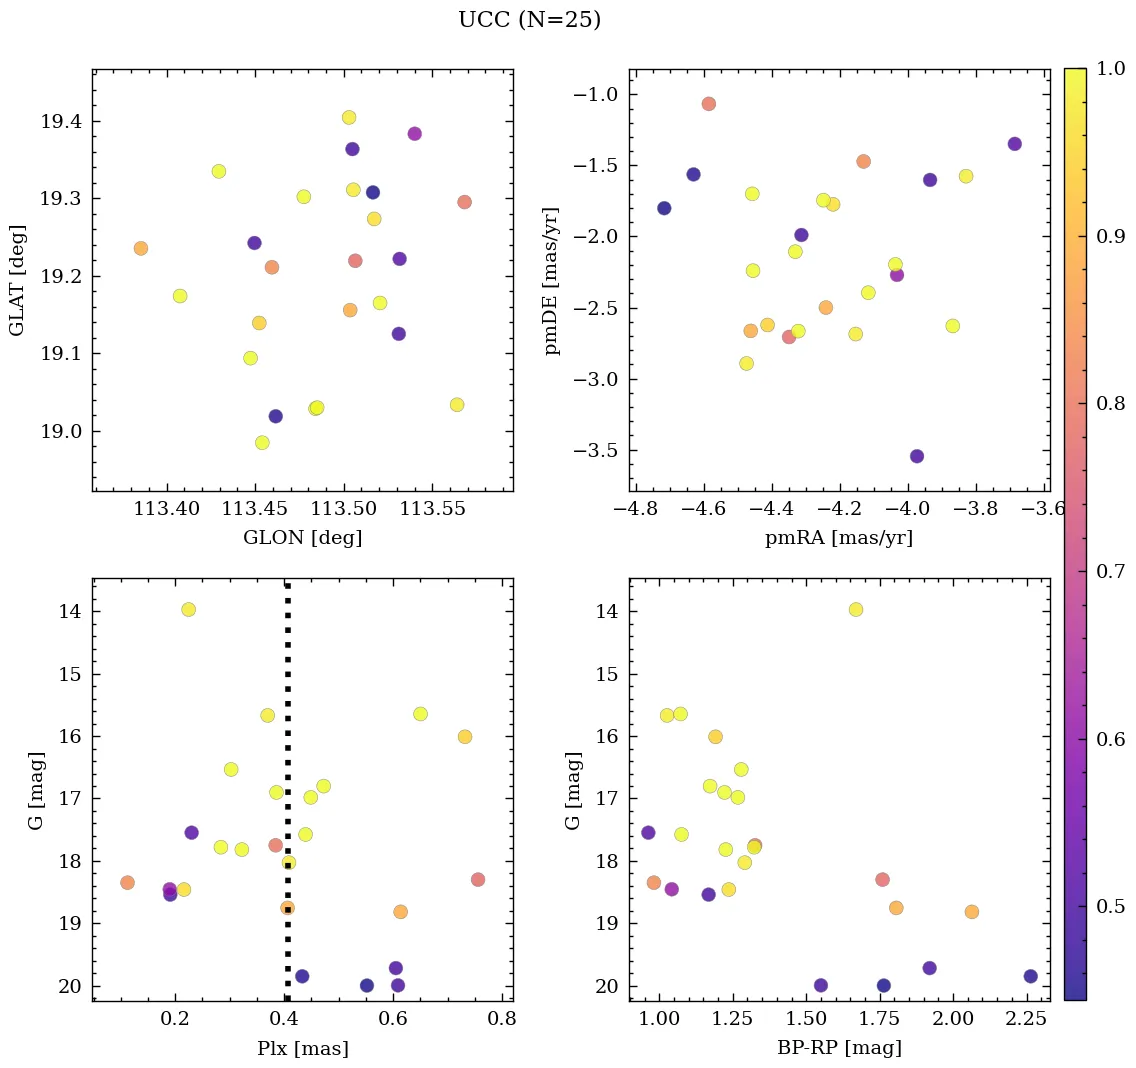 UCC (N=25)
19.4
19.3
19.2
19.1
19.0
GLAT [deg]
113.40 113.45 113.50 113.55
GLON [deg]
−1.0
−1.5
−2.0
−2.5
−3.0
−3.5
pmDE [mas/yr]
−4.8 −4.6 −4.4 −4.2 −4.0 −3.8 −3.6
pmRA [mas/yr]
14
15
16
17
18
19
20
G [mag]
0.2 0.4 0.6 0.8
Plx [mas]
14
15
16
17
18
19
20
G [mag]
1.00 1.25 1.50 1.75 2.00 2.25
BP-RP [mag]
1.0
0.9
0.8
0.7
0.6
0.5